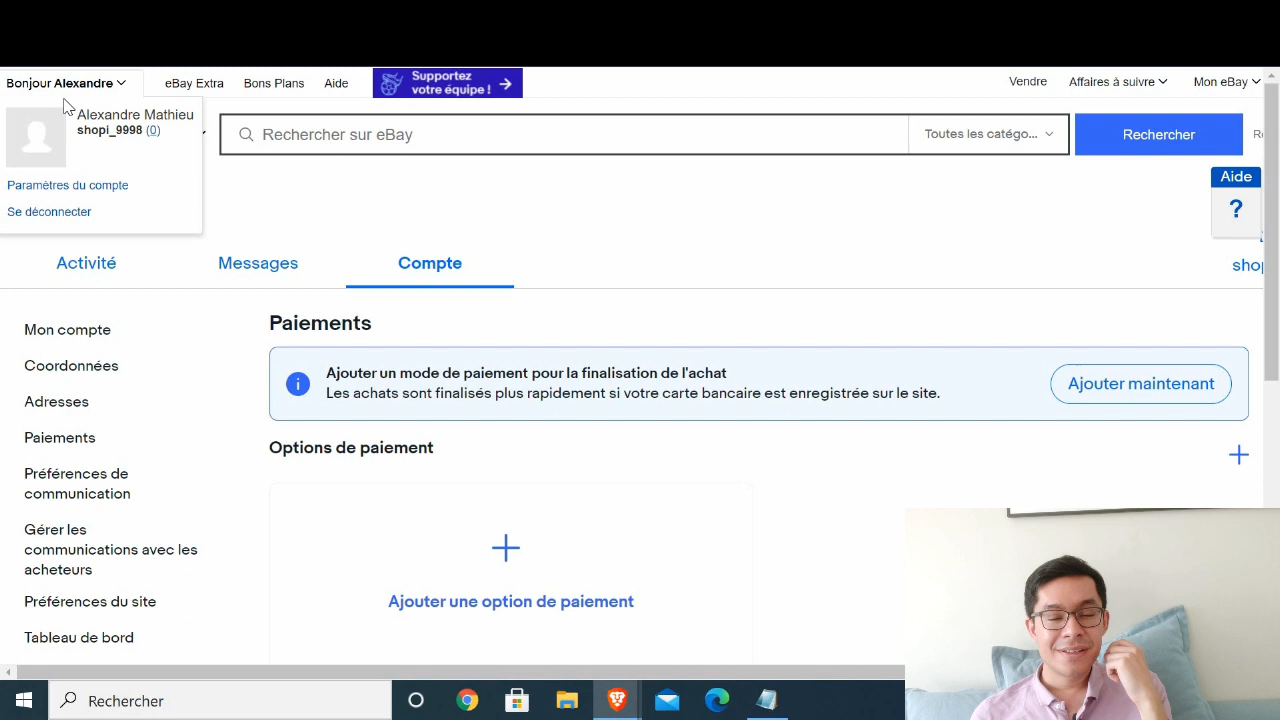 Bonjour Alexandre
eBay Extra
Bons Plans
Aide
Supportez
votre équipe !
Vendre
Affaires à suivre
Mon eBay
Alexandre Mathieu
shopi_9998 (0)
Rechercher sur eBay
Toutes les catégo...
Rechercher
Paramètres du compte
Se déconnecter
Aide
?
Activité
Messages
Compte
shop
Mon compte
Coordonnées
Adresses
Paiements
Préférences de
communication
Gérer les
communications avec les
acheteurs
Préférences du site
Tableau de bord
Paiements
Ajouter un mode de paiement pour la finalisation de l'achat
Les achats sont finalisés plus rapidement si votre carte bancaire est enregistrée sur le site.
Ajouter maintenant
Options de paiement
Ajouter une option de paiement
Rechercher